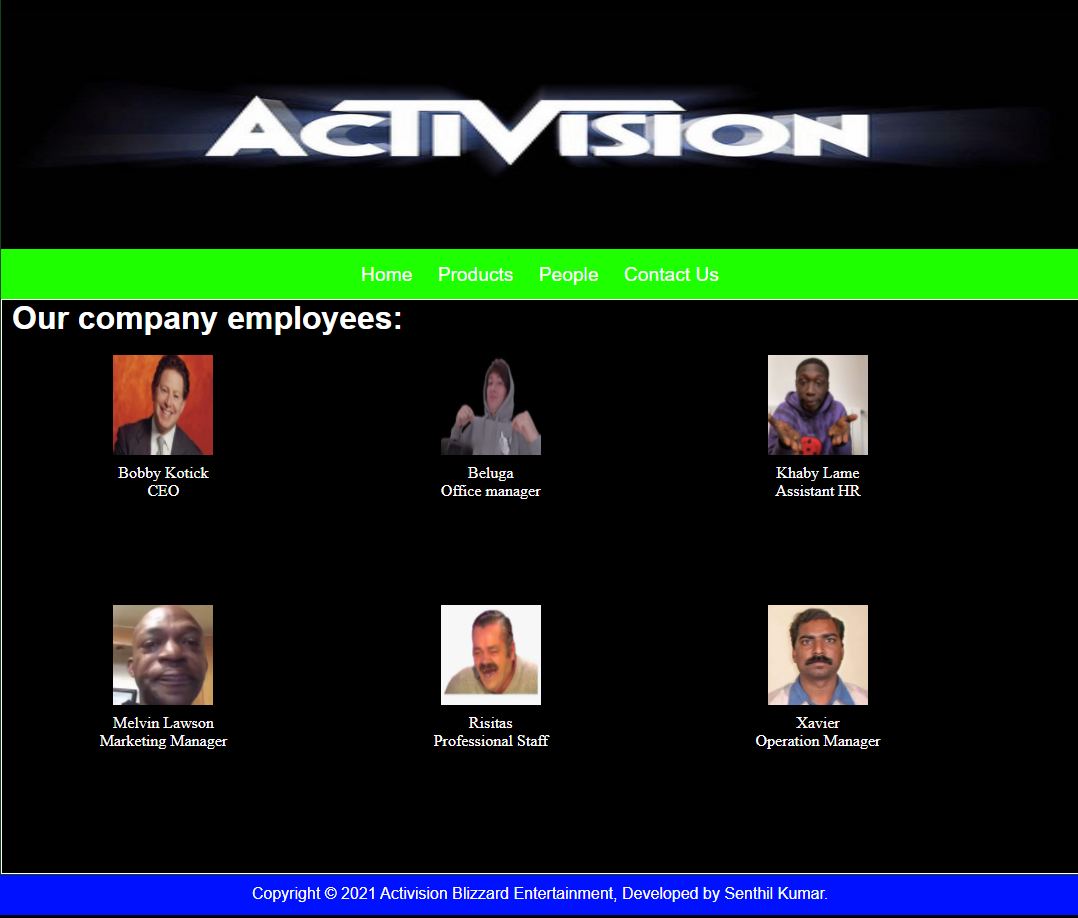 ACTIVISION
Home Products People Contact Us
Our company employees:
Bobby Kotick
CEO
Beluga
Office manager
Khaby Lame
Assistant HR
Melvin Lawson
Marketing Manager
Risitas
Professional Staff
Xavier
Operation Manager
Copyright © 2021 Activision Blizzard Entertainment, Developed by Senthil Kumar.